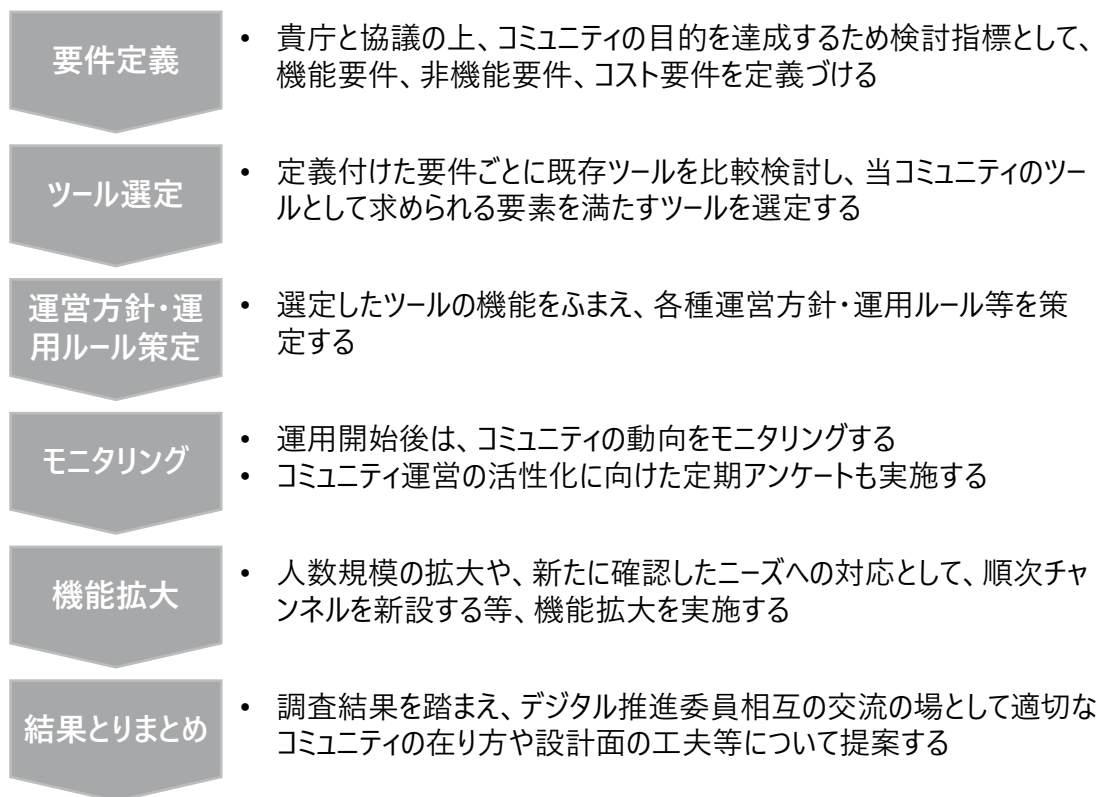 要件定義
• 貴庁と協議の上、コミュニティの目的を達成するため検討指標として、
機能要件、非機能要件、コスト要件を定義づける
ツール選定
• 定義付けた要件ごとに既存ツールを比較検討し、当コミュニティのツー
ルとして求められる要素を満たすツールを選定する
運営方針・運
用ルール策定
• 選定したツールの機能をふまえ、各種運営方針・運用ルール等を策
定する
モニタリング
• 運用開始後は、コミュニティの動向をモニタリングする
• コミュニティ運営の活性化に向けた定期アンケートも実施する
機能拡大
• 人数規模の拡大や、新たに確認したニーズへの対応として、順次チャ
ンネルを新設する等、機能拡大を実施する
結果とりまとめ
• 調査結果を踏まえ、デジタル推進委員相互の交流の場として適切な
コミュニティの在り方や設計面の工夫等について提案する